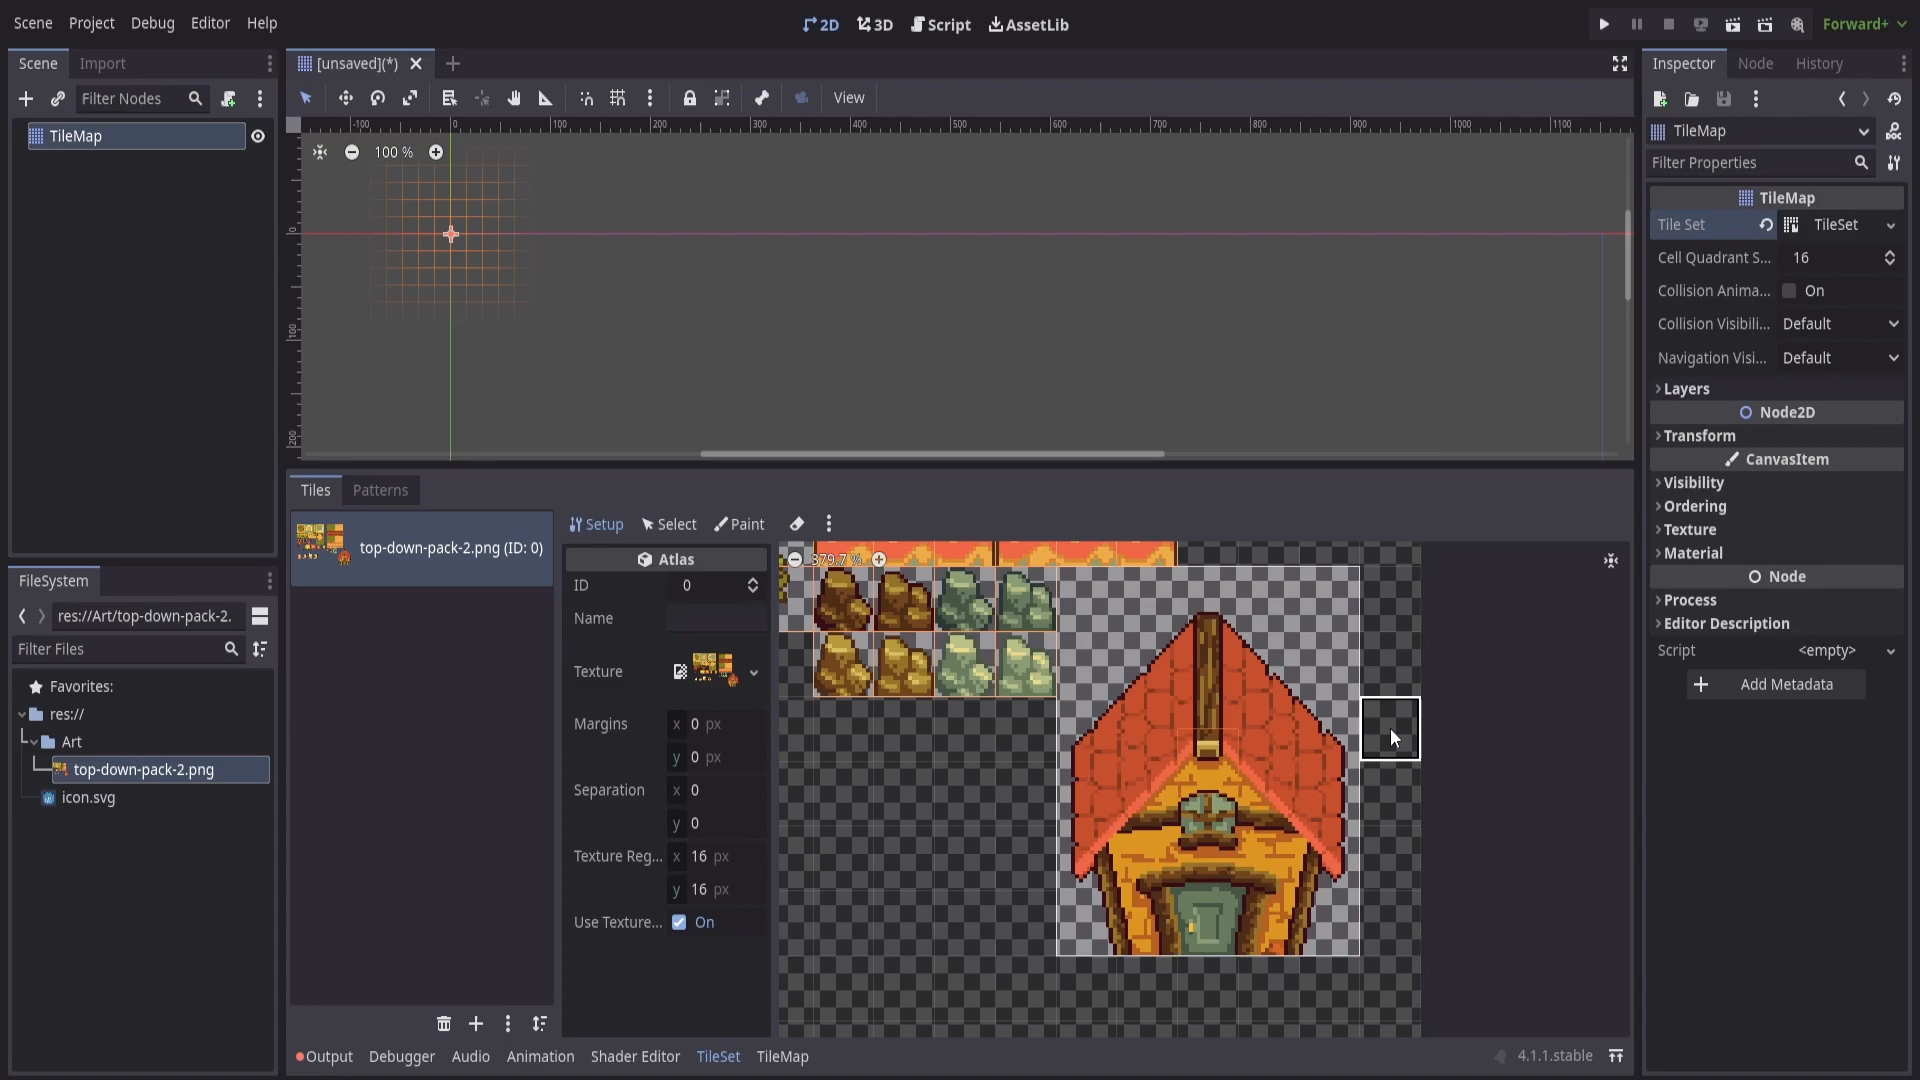 Scene Project Debug Editor Help
2D 3D Script AssetLib
Forward+
Scene Import
Filter Nodes
TileMap
[unsaved](*)
View
-100 0 100 200 300 400 500 600 700 800 900 1000 1100
100 %
0
100
200
Tiles Patterns
top-down-pack-2.png (ID: 0)
Setup Select Paint
Atlas
ID 0
Name
Texture
Margins x 0 px
y 0 px
Separation x 0
y 0
Texture Reg... x 16 px
y 16 px
Use Texture... On
379.7 %
FileSystem
res://Art/top-down-pack-2.
Filter Files
Favorites:
res://
Art
top-down-pack-2.png
icon.svg
Output Debugger Audio Animation Shader Editor TileSet TileMap
4.1.1.stable
Inspector Node History
TileMap
Filter Properties
TileMap
Tile Set TileSet
Cell Quadrant S... 16
Collision Anima... On
Collision Visibili... Default
Navigation Visi... Default
Layers
Node2D
Transform
CanvasItem
Visibility
Ordering
Texture
Material
Node
Process
Editor Description
Script <empty>
Add Metadata